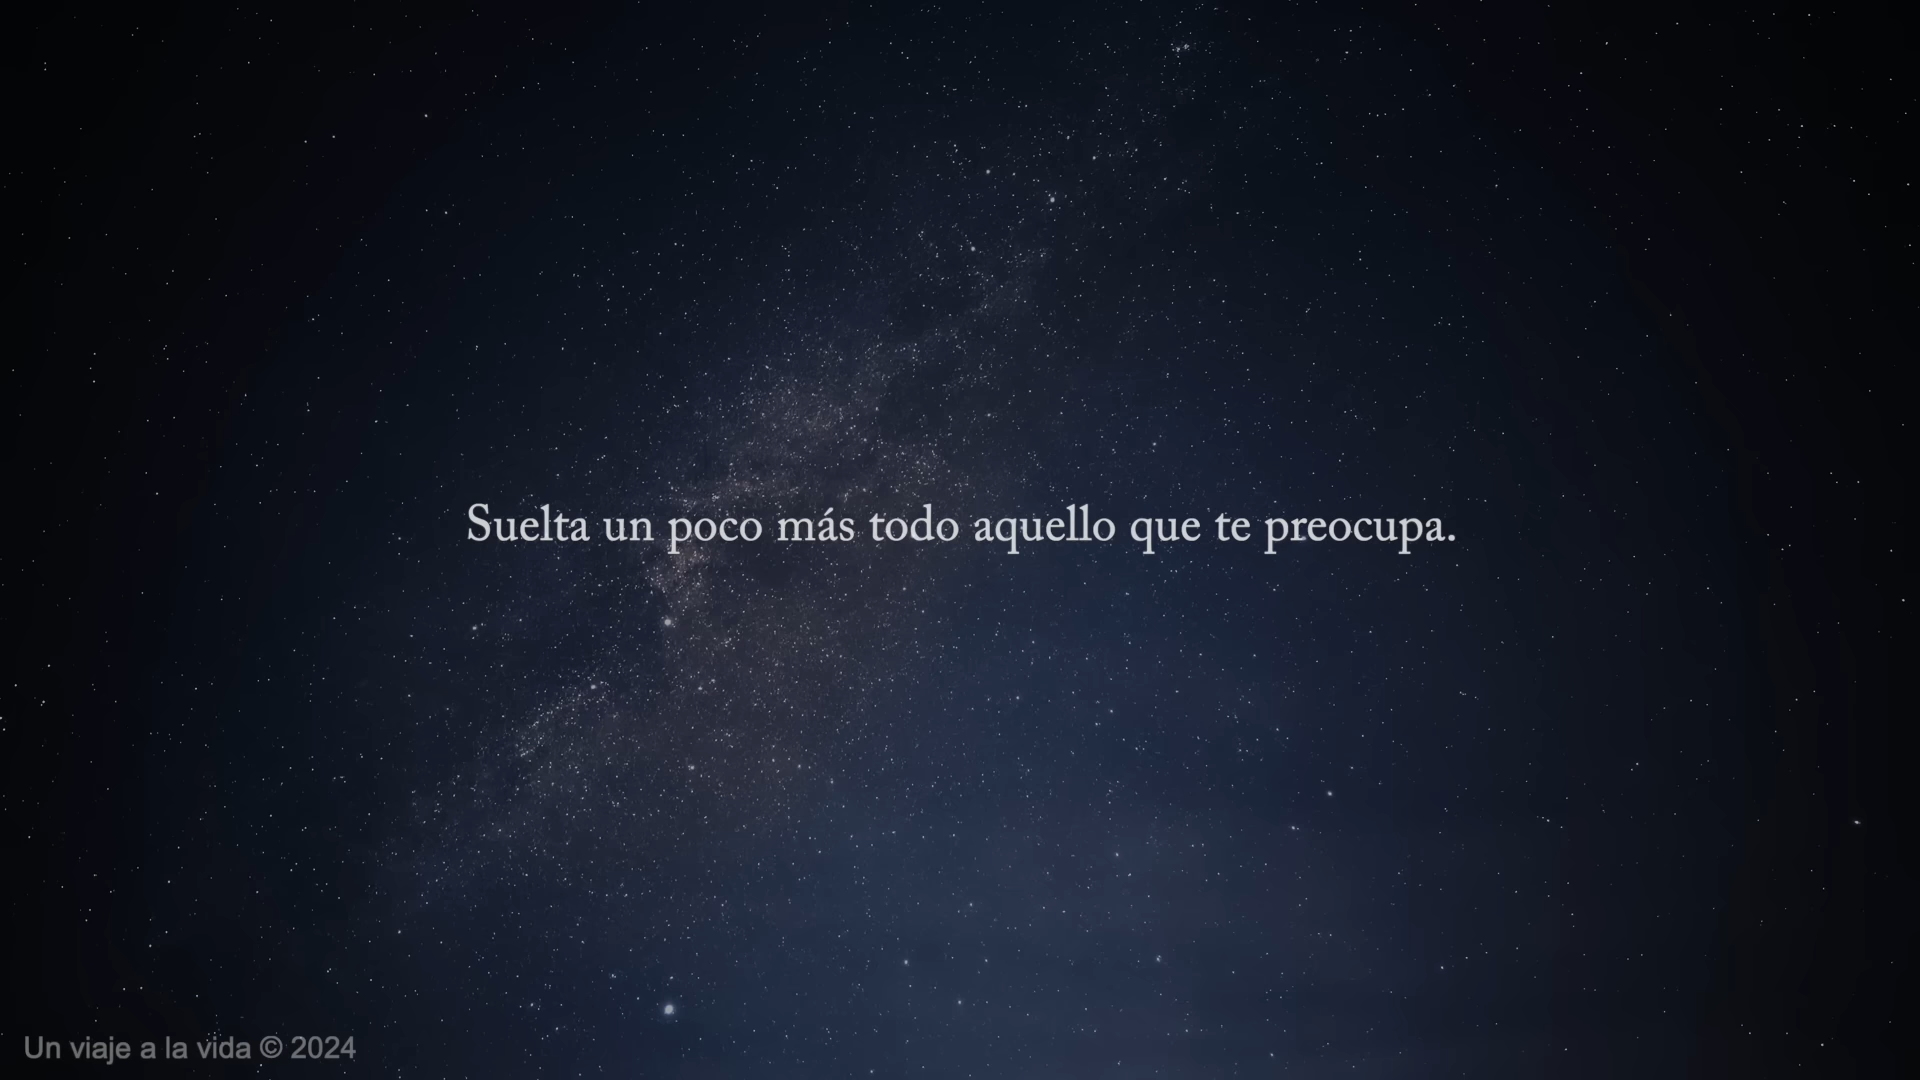 Suelta un poco más todo aquello que te preocupa.
Un viaje a la vida © 2024